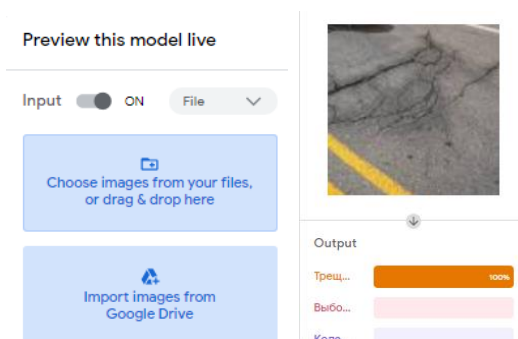 Preview this model live
Input ON File
Choose images from your files,
or drag & drop here
Import images from
Google Drive
Output
Трещ... 100%
Выбо...